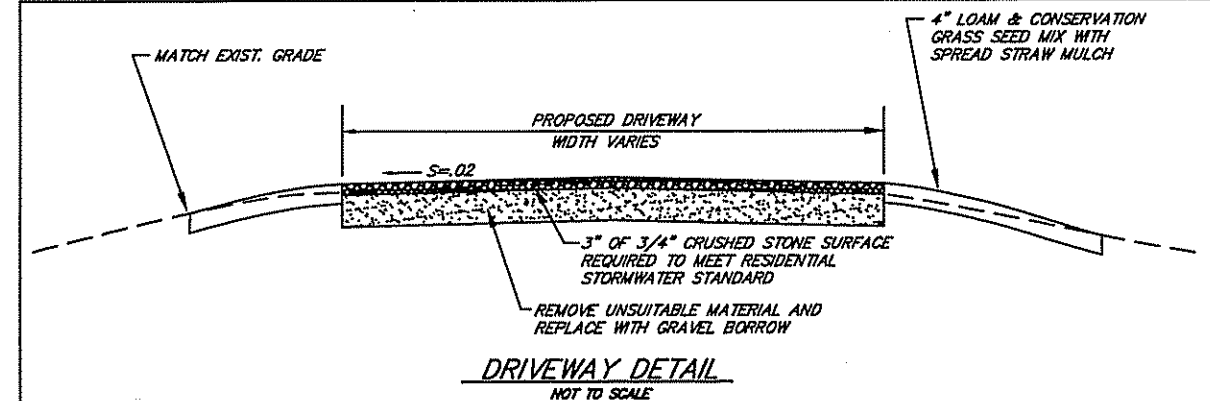 4" LOAM & CONSERVATION
GRASS SEED MIX WITH
SPREAD STRAW MULCH
MATCH EXIST. GRADE
PROPOSED DRIVEWAY
WIDTH VARIES
S=.02
3" OF 3/4" CRUSHED STONE SURFACE
REQUIRED TO MEET RESIDENTIAL
STORMWATER STANDARD
REMOVE UNSUITABLE MATERIAL AND
REPLACE WITH GRAVEL BORROW
DRIVEWAY DETAIL
NOT TO SCALE